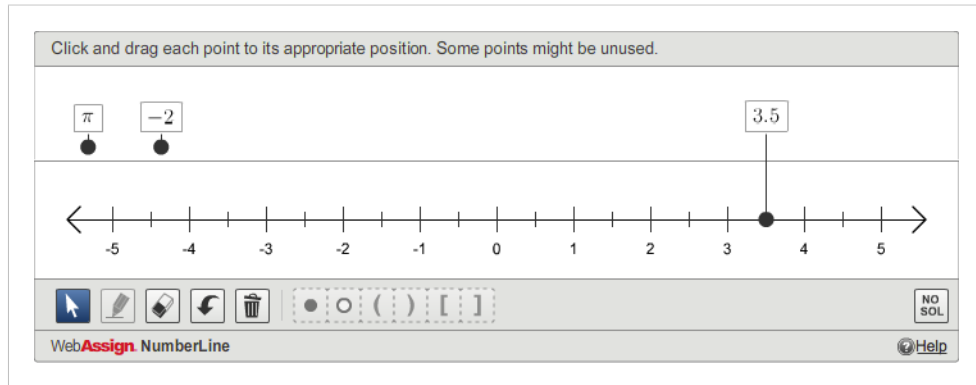 Click and drag each point to its appropriate position. Some points might be unused.
π −2 3.5
-5 -4 -3 -2 -1 0 1 2 3 4 5
( ) [ ] NO
SOL
WebAssign. NumberLine ?Help